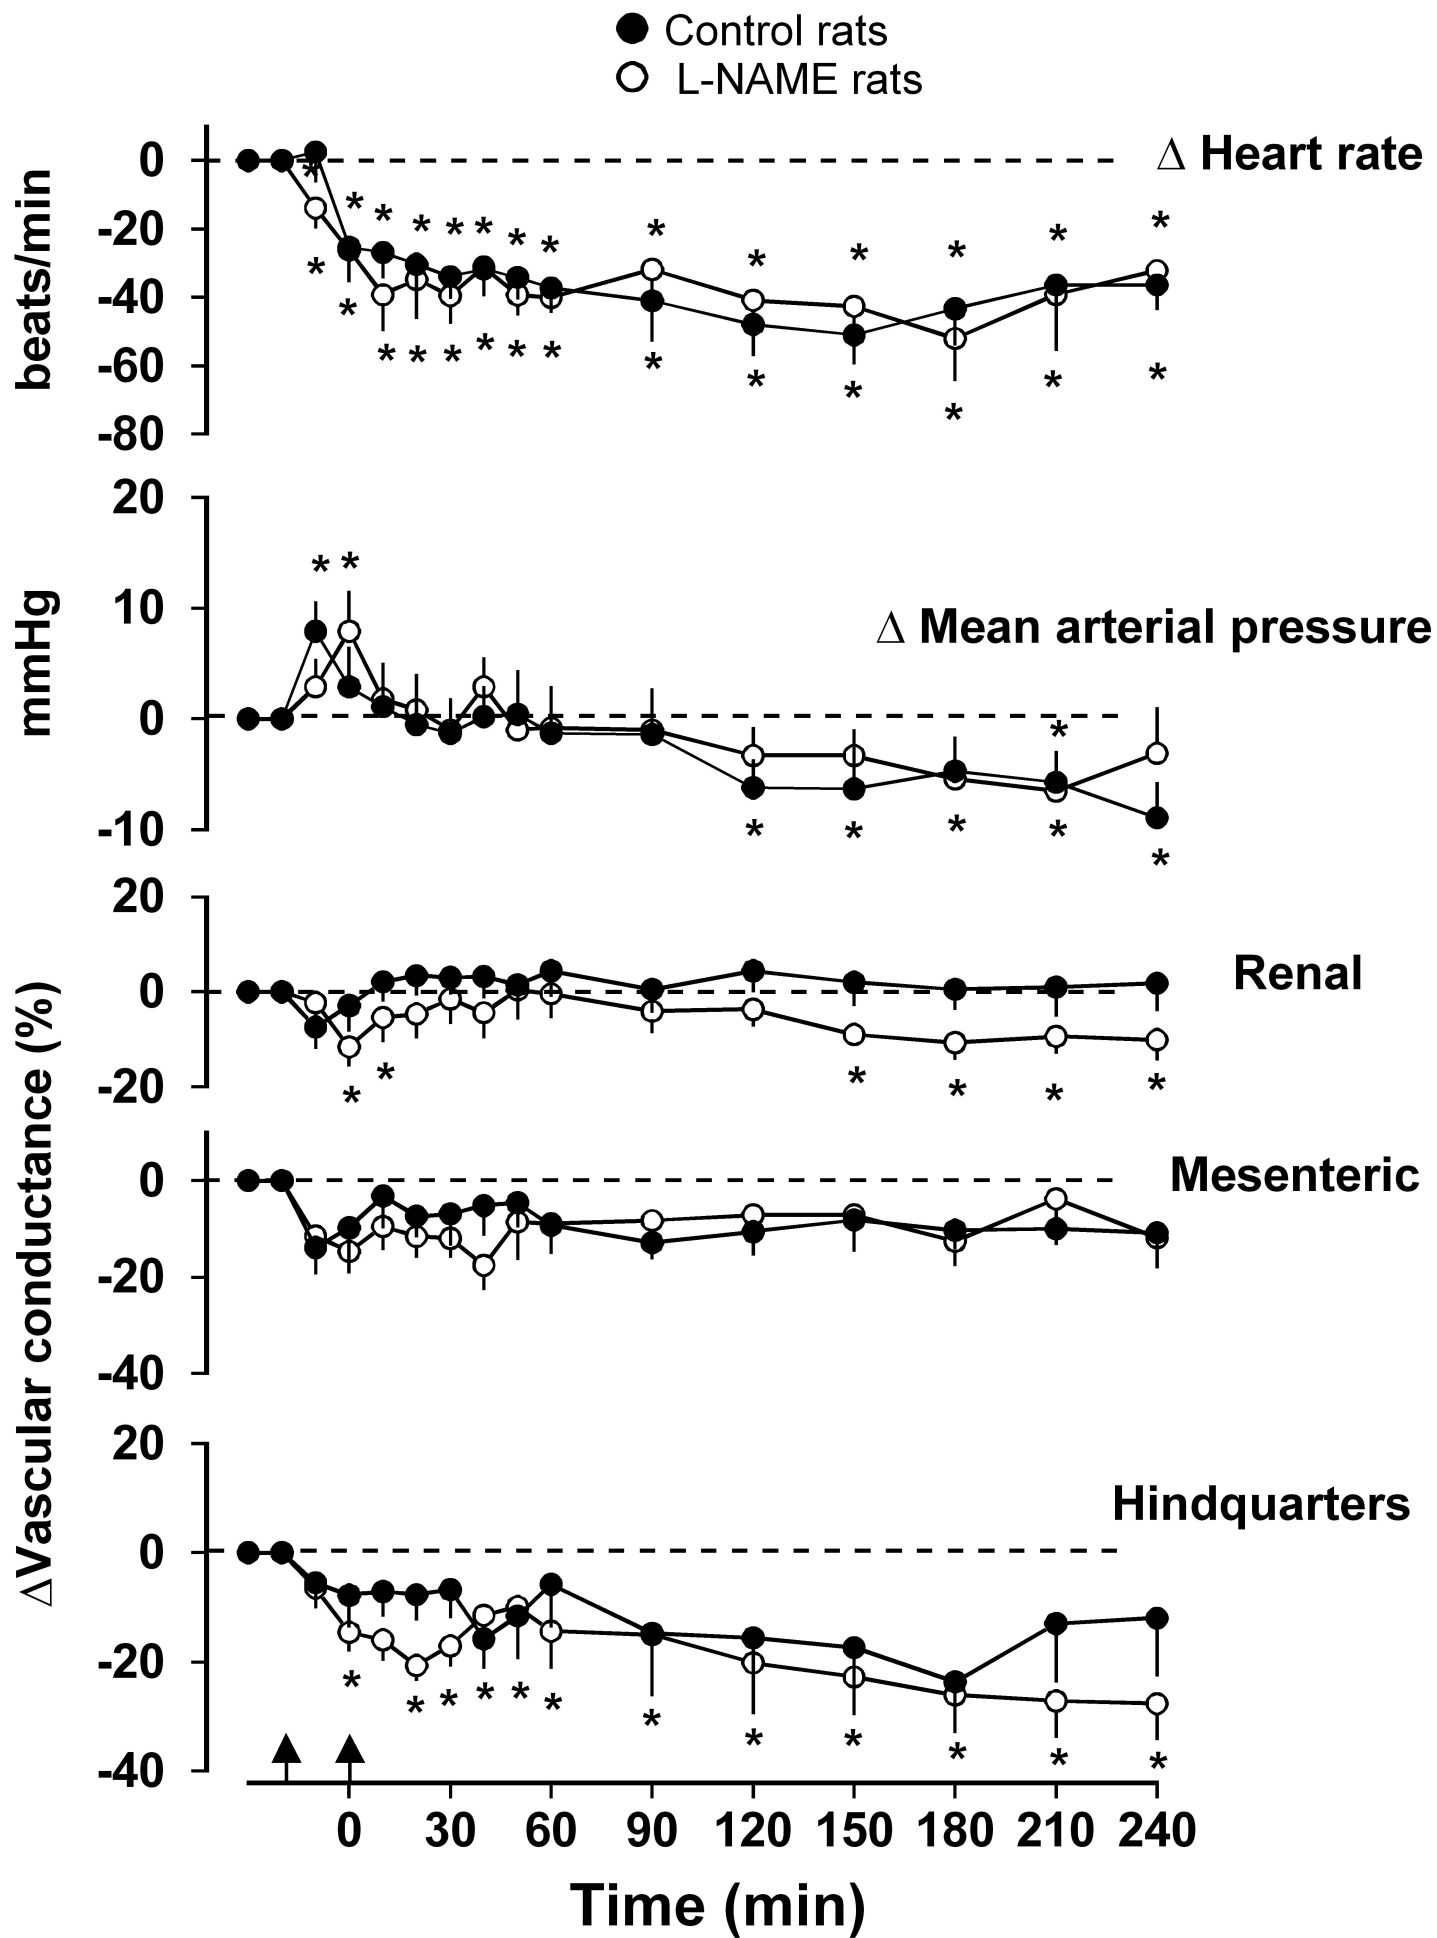 Control rats
L-NAME rats
Δ Heart rate
beats/min
0
-20
-40
-60
-80
* * * * * * * * * * * * * *
* * * * * * * * * * * * * *
Δ Mean arterial pressure
mmHg
20
10
0
-10
* *
*
* * * * *
ΔVascular conductance (%)
Renal
20
0
-20
* * * * * *
Mesenteric
0
-20
-40
Hindquarters
20
0
-20
-40
* * * * * * * * * * * *
0 30 60 90 120 150 180 210 240
Time (min)